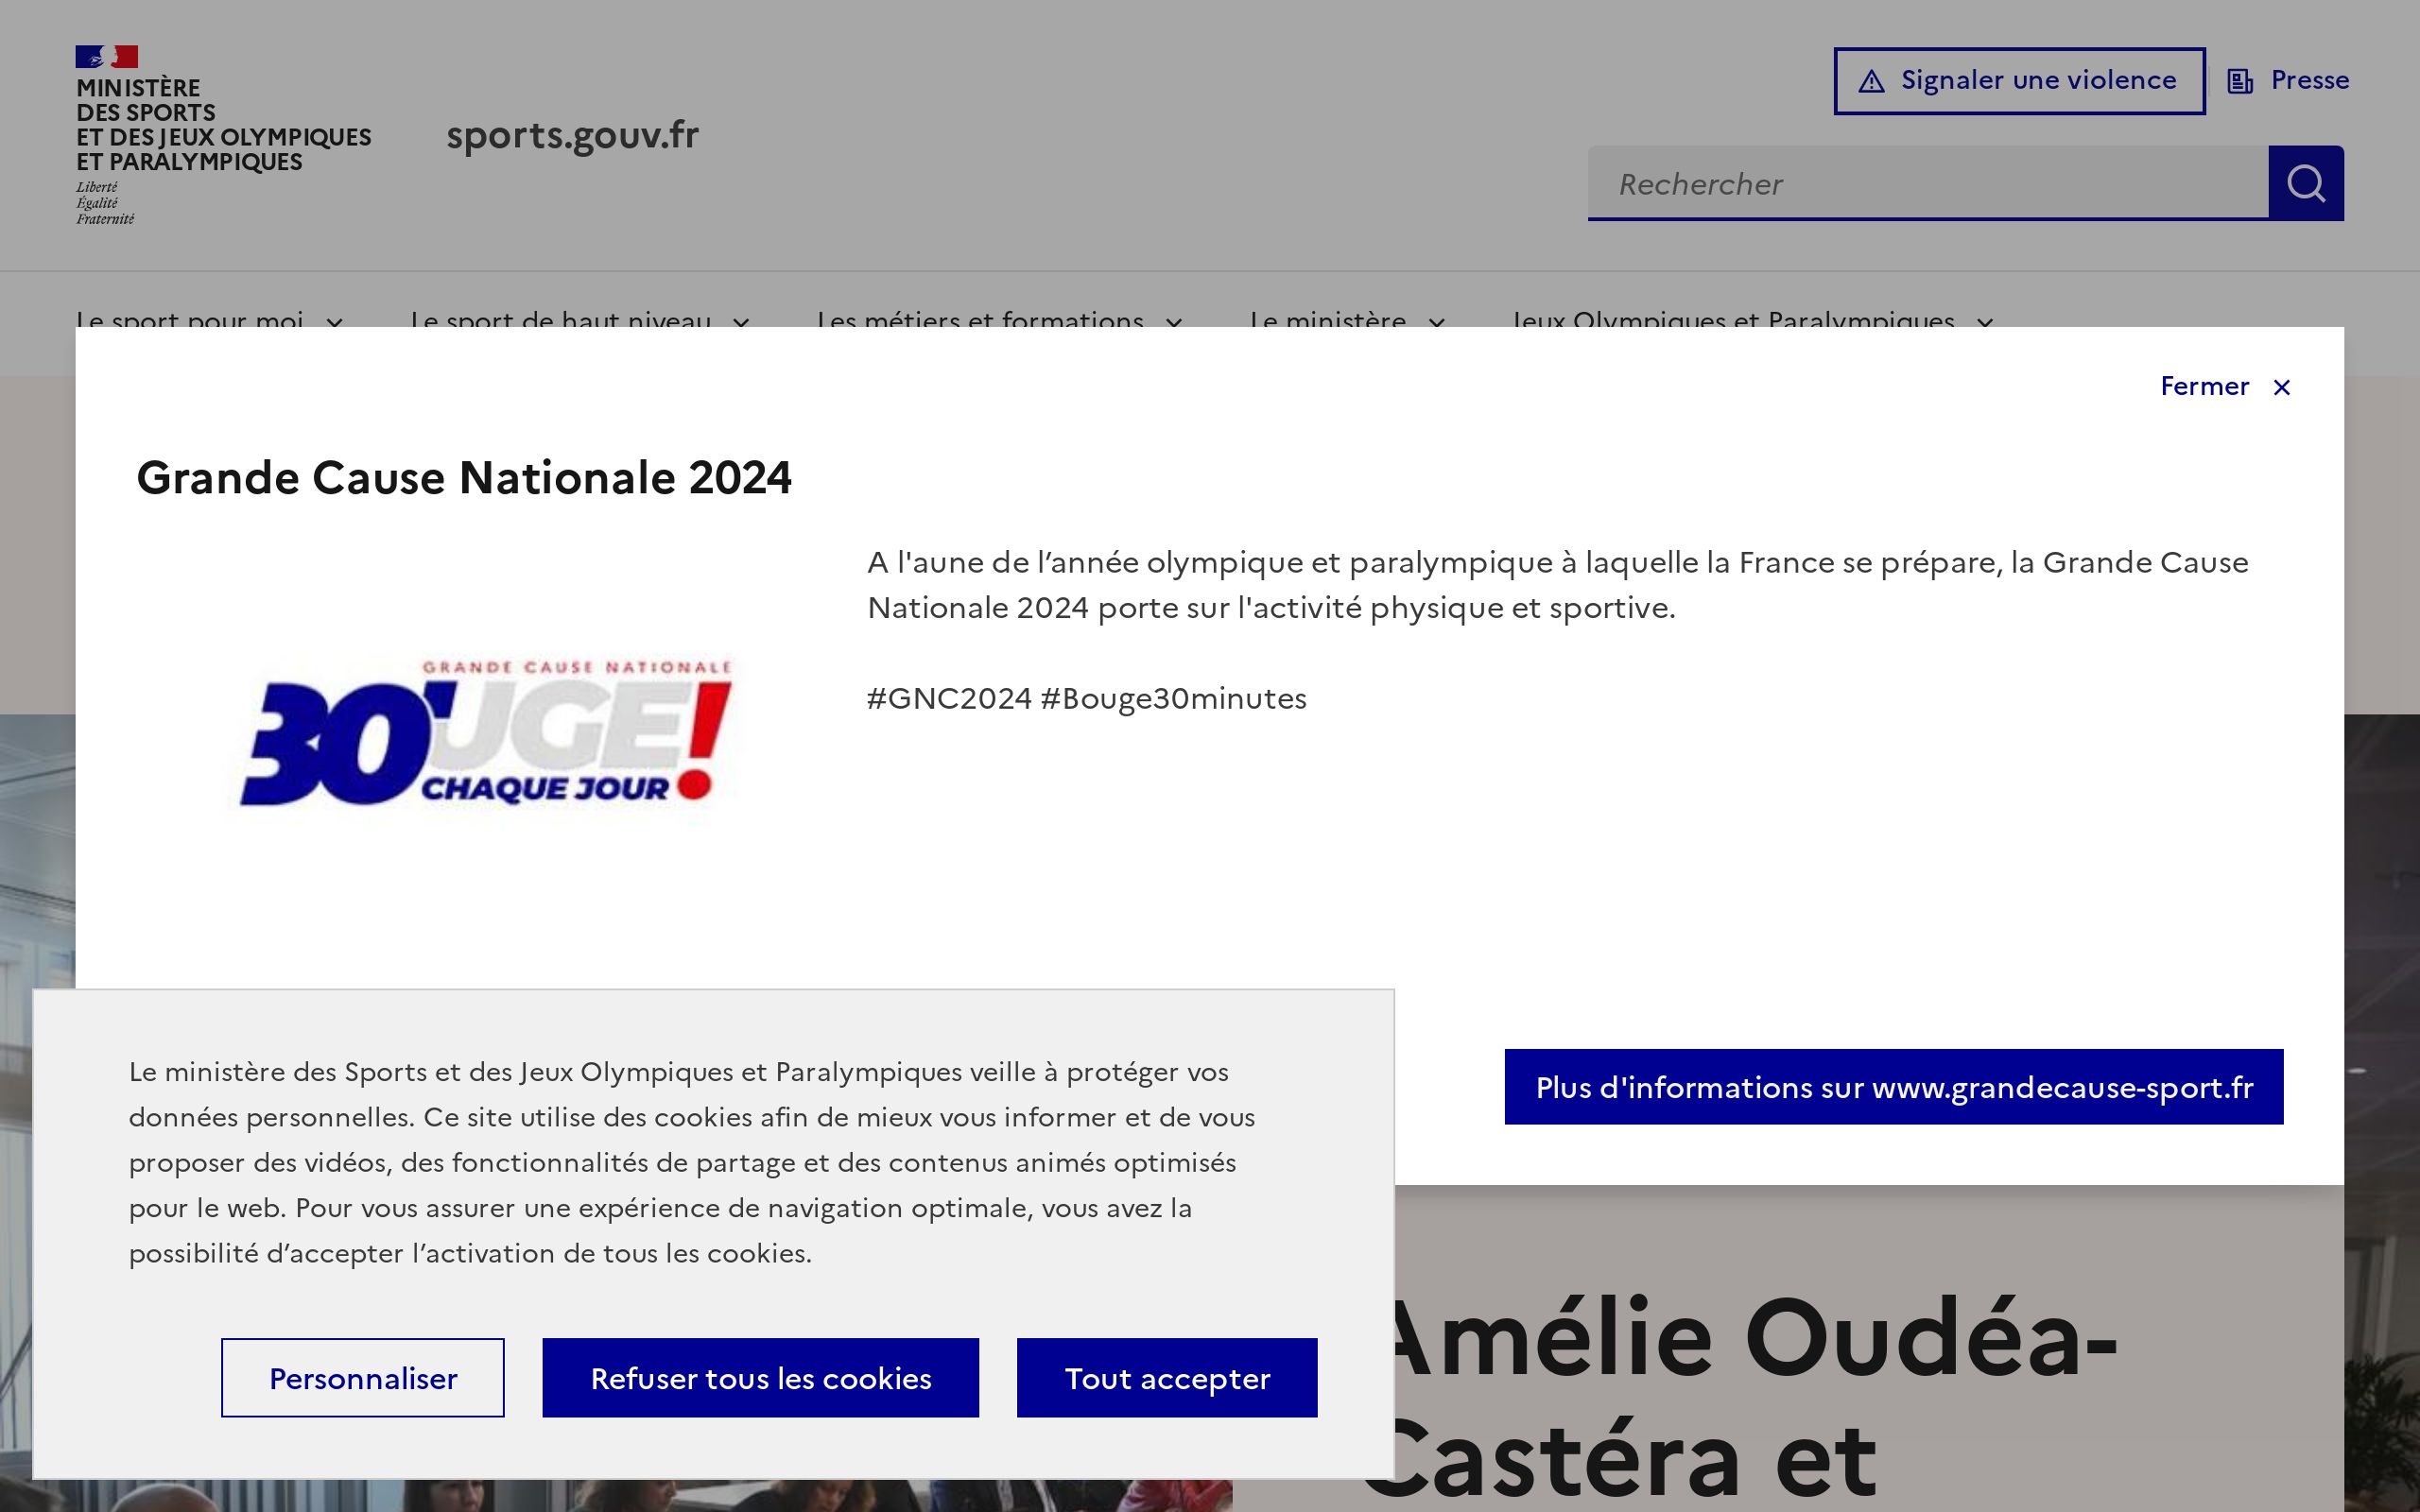 MINISTÈRE
DES SPORTS
ET DES JEUX OLYMPIQUES
ET PARALYMPIQUES
Liberté
Égalité
Fraternité
sports.gouv.fr
Signaler une violence
Presse
Rechercher
Le sport pour moi
Le sport de haut niveau
Les métiers et formations
Le ministère
Jeux Olympiques et Paralympiques
Fermer
Grande Cause Nationale 2024
GRANDE CAUSE NATIONALE
30'UGE!
CHAQUE JOUR
A l'aune de l’année olympique et paralympique à laquelle la France se prépare, la Grande Cause
Nationale 2024 porte sur l'activité physique et sportive.
#GNC2024 #Bouge30minutes
Plus d'informations sur www.grandecause-sport.fr
Le ministère des Sports et des Jeux Olympiques et Paralympiques veille à protéger vos
données personnelles. Ce site utilise des cookies afin de mieux vous informer et de vous
proposer des vidéos, des fonctionnalités de partage et des contenus animés optimisés
pour le web. Pour vous assurer une expérience de navigation optimale, vous avez la
possibilité d’accepter l’activation de tous les cookies.
Personnaliser
Refuser tous les cookies
Tout accepter
Amélie Oudéa-
Castéra et